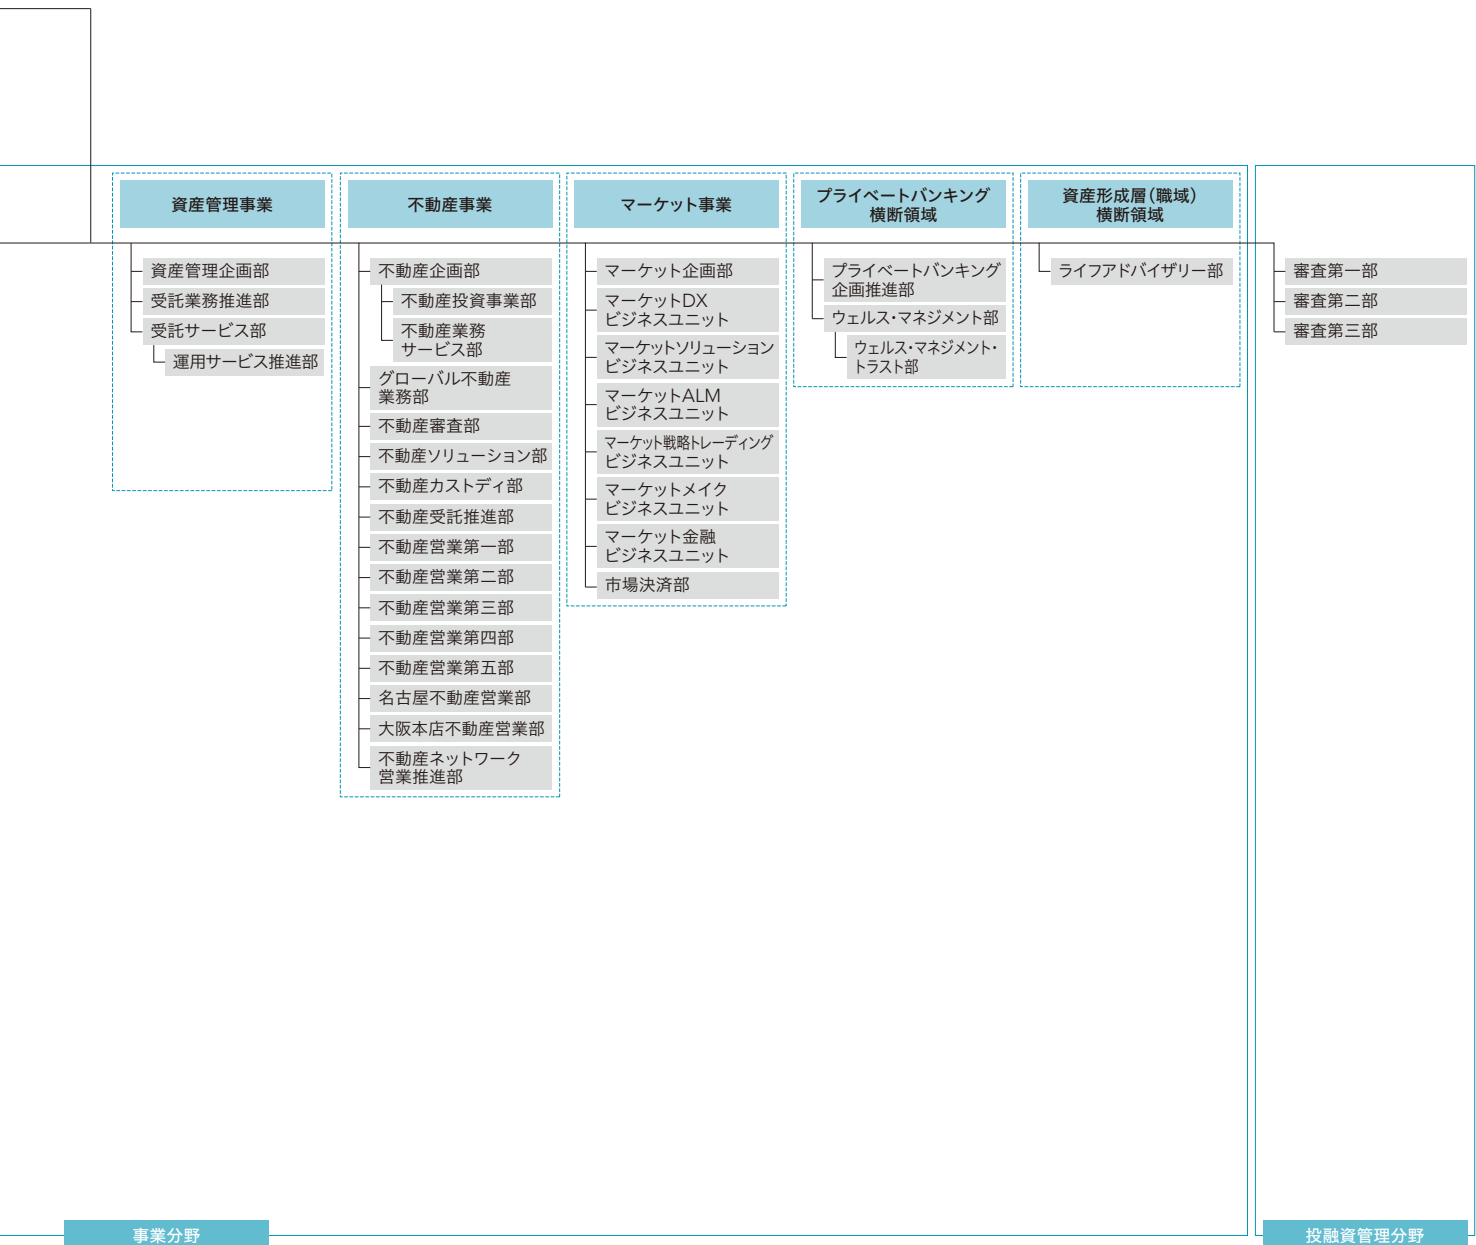 資産管理事業
資産管理企画部
受託業務推進部
受託サービス部
運用サービス推進部
不動産事業
不動産企画部
不動産投資事業部
不動産業務
サービス部
グローバル不動産
業務部
不動産審査部
不動産ソリューション部
不動産カストディ部
不動産受託推進部
不動産営業第一部
不動産営業第二部
不動産営業第三部
不動産営業第四部
不動産営業第五部
名古屋不動産営業部
大阪本店不動産営業部
不動産ネットワーク
営業推進部
マーケット事業
マーケット企画部
マーケットDX
ビジネスユニット
マーケットソリューション
ビジネスユニット
マーケットALM
ビジネスユニット
マーケット戦略トレーディング
ビジネスユニット
マーケットメイク
ビジネスユニット
マーケット金融
ビジネスユニット
市場決済部
プライベートバンキング
横断領域
プライベートバンキング
企画推進部
ウェルス・マネジメント部
ウェルス・マネジメント・
トラスト部
資産形成層（職域）
横断領域
ライフアドバイザリー部
審査第一部
審査第二部
審査第三部
事業分野
投融資管理分野